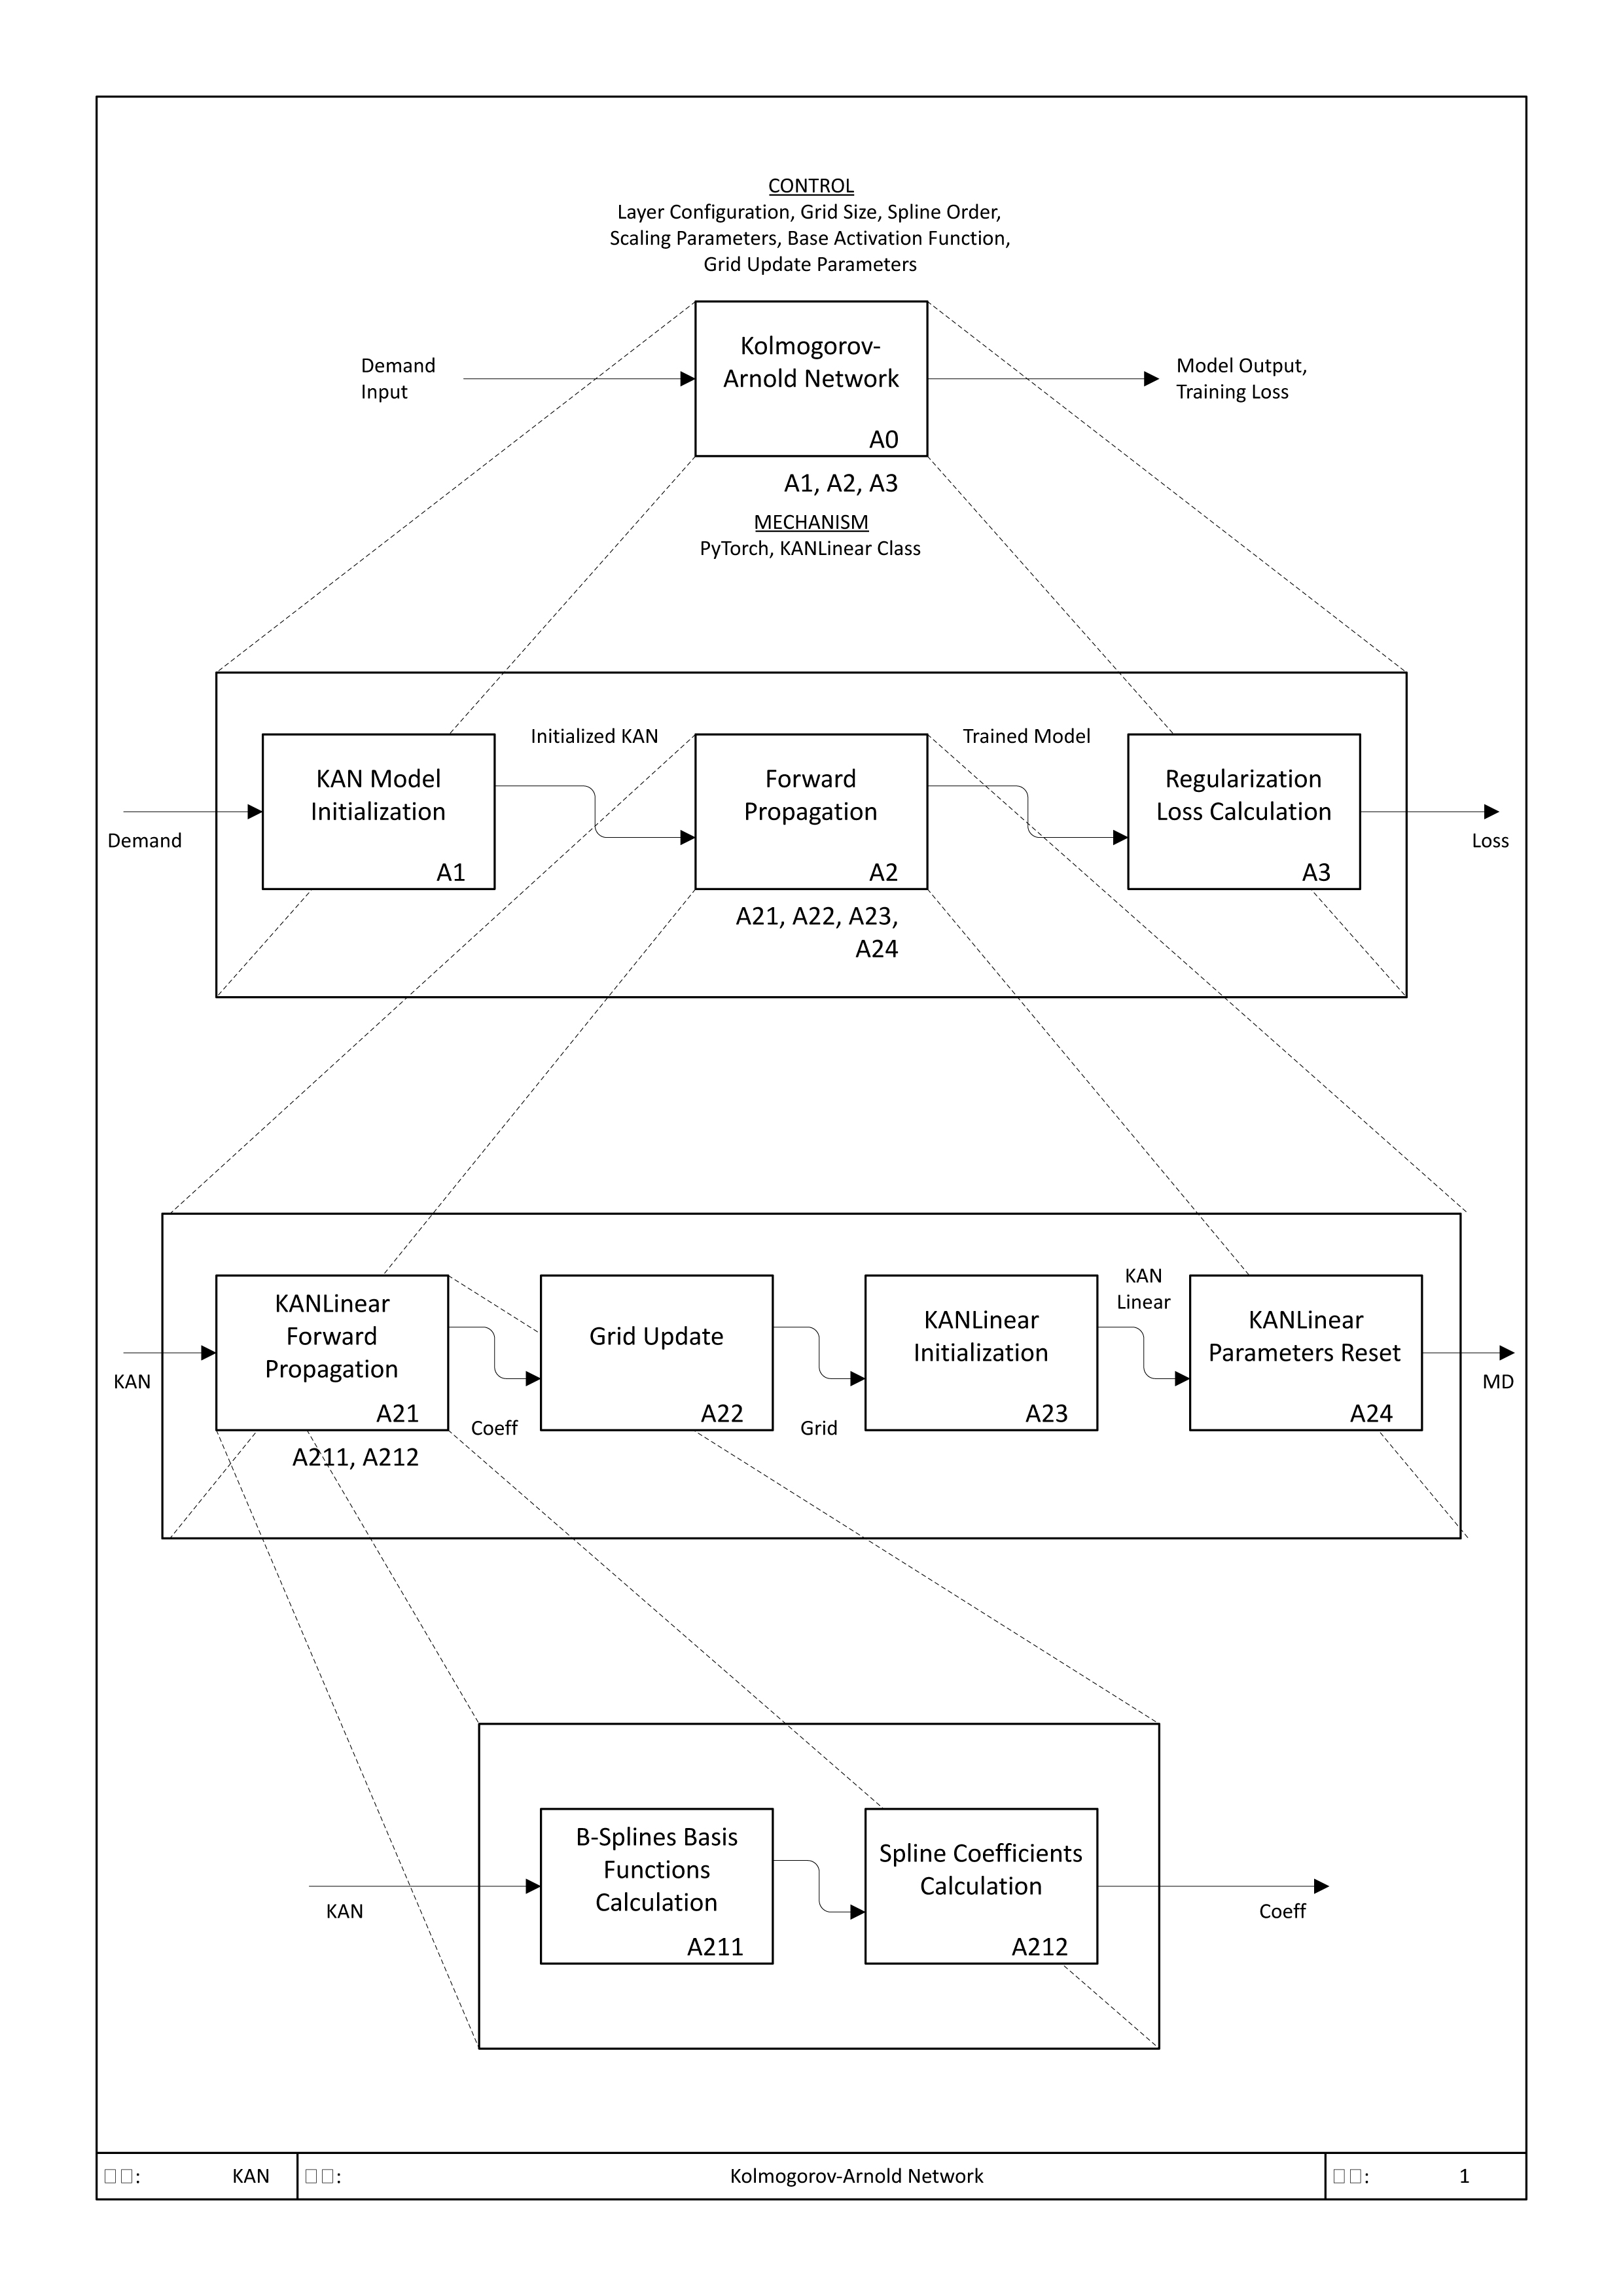 CONTROL
Layer Configuration, Grid Size, Spline Order,
Scaling Parameters, Base Activation Function,
Grid Update Parameters
Demand
Input
Kolmogorov-
Arnold Network
A0
Model Output,
Training Loss
A1, A2, A3
MECHANISM
PyTorch, KANLinear Class
Demand
KAN Model
Initialization
A1
Initialized KAN
Forward
Propagation
A2
A21, A22, A23,
A24
Trained Model
Regularization
Loss Calculation
A3
Loss
KAN
KANLinear
Forward
Propagation
A21
A211, A212
Coeff
Grid Update
A22
Grid
KANLinear
Initialization
A23
KAN
Linear
KANLinear
Parameters Reset
A24
MD
KAN
B-Splines Basis
Functions
Calculation
A211
Spline Coefficients
Calculation
A212
Coeff
: KAN
: Kolmogorov-Arnold Network
: 1